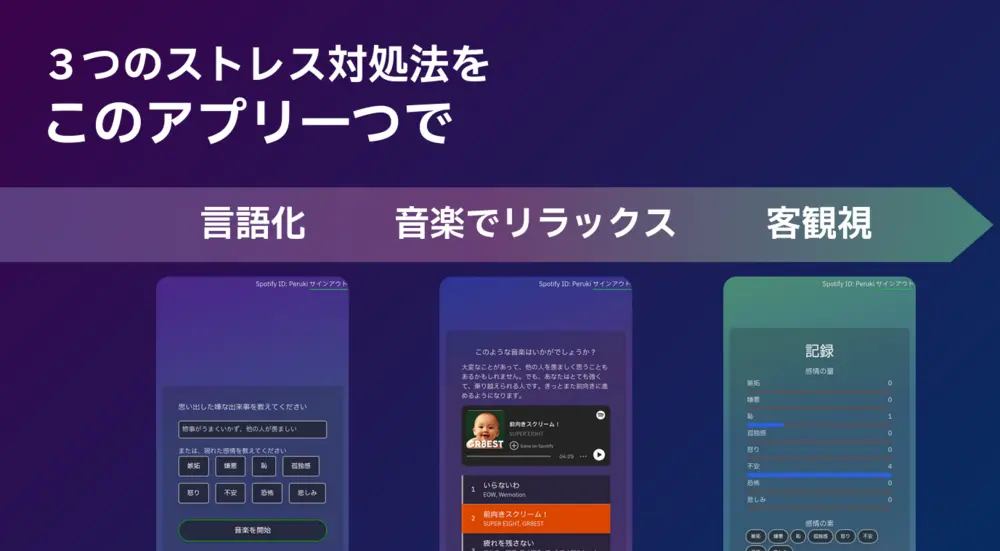 ３つのストレス対処法を
このアプリ一つで
言語化
音楽でリラックス
客観視
Spotify ID: Peruki サインアウト
思い出した嫌な出来事を教えてください
物事がうまくいかず、他の人が羨ましい
または、現れた感情を教えてください
嫉妬 嫌悪 恥 孤独感
怒り 不安 恐怖 悲しみ
音楽を開始
Spotify ID: Peruki サインアウト
このような音楽はいかがでしょうか？
大変なことがあって、他の人を羨ましく思うことも
あるかもしれません。でも、あなたはとても強く
て、乗り越えられる人です。きっとまた前向きに進
めるようになります。
GR8EST
前向きスクリーム！
SUPER EIGHT
Save on Spotify
04:29
1 いらないわ
EOW, Wemotion
2 前向きスクリーム！
SUPER EIGHT, GR8EST
疲れを残さない
Spotify ID: Peruki サインアウト
記録
感情の量
嫉妬 0
嫌悪 0
恥 1
孤独感 0
怒り 0
不安 4
恐怖 0
悲しみ 0
感情の素
嫉妬 嫌悪 恥 孤独感 怒り 不安